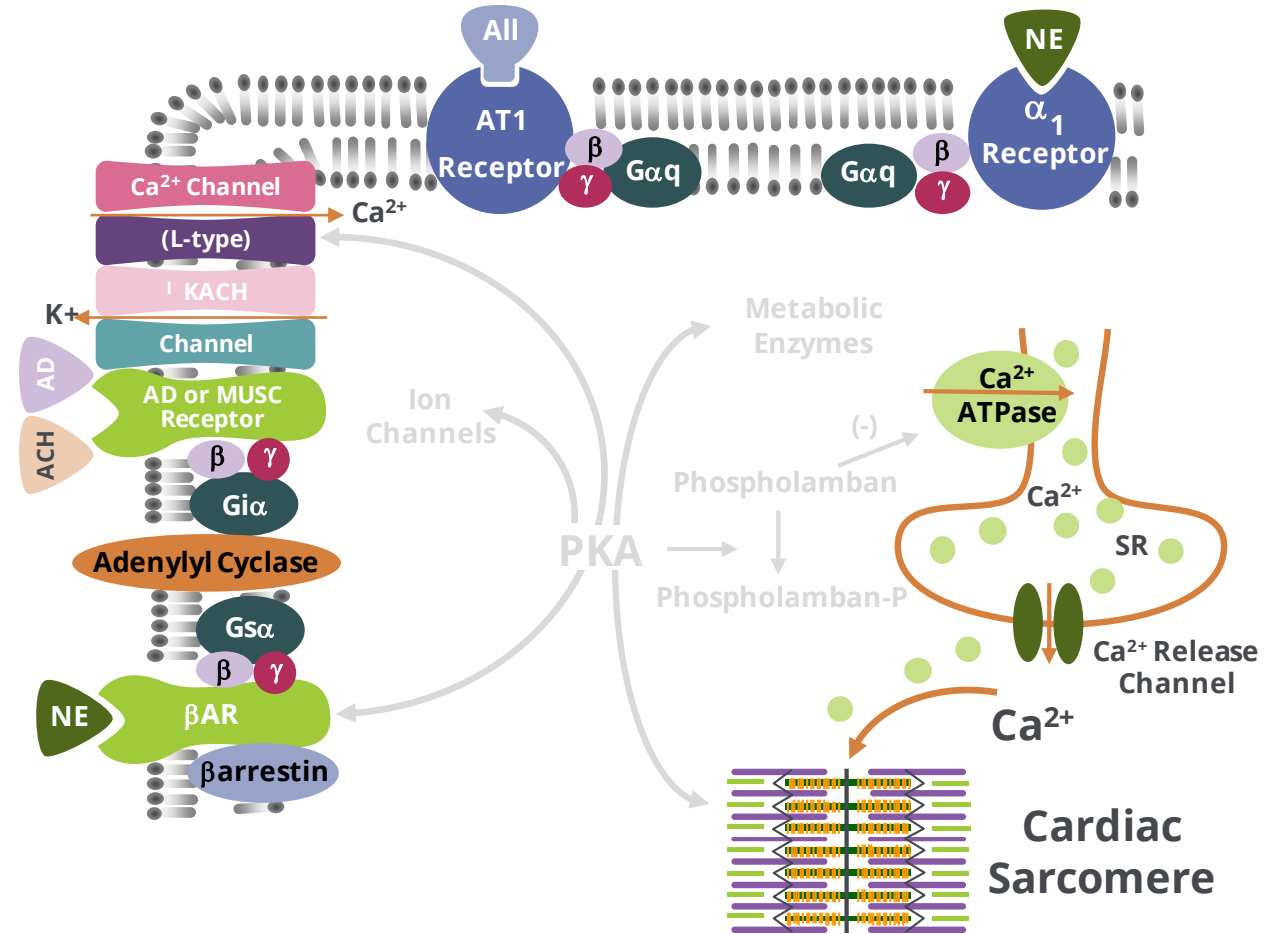 AII
NE
AT1
Receptor
β
γ
Gαq
Gαq
β
γ
α1
Receptor
Ca²⁺ Channel
Ca²⁺
(L-type)
I KACH
K+
Channel
AD
AD or MUSC
Receptor
ACH
β
γ
Giα
Adenylyl Cyclase
Gsα
β
γ
NE
βAR
βarrestin
Ion
Channels
Metabolic
Enzymes
(-)
Phospholamban
PKA
Phospholamban-P
Ca²⁺
ATPase
Ca²⁺
SR
Ca²⁺ Release
Channel
Ca²⁺
Cardiac
Sarcomere